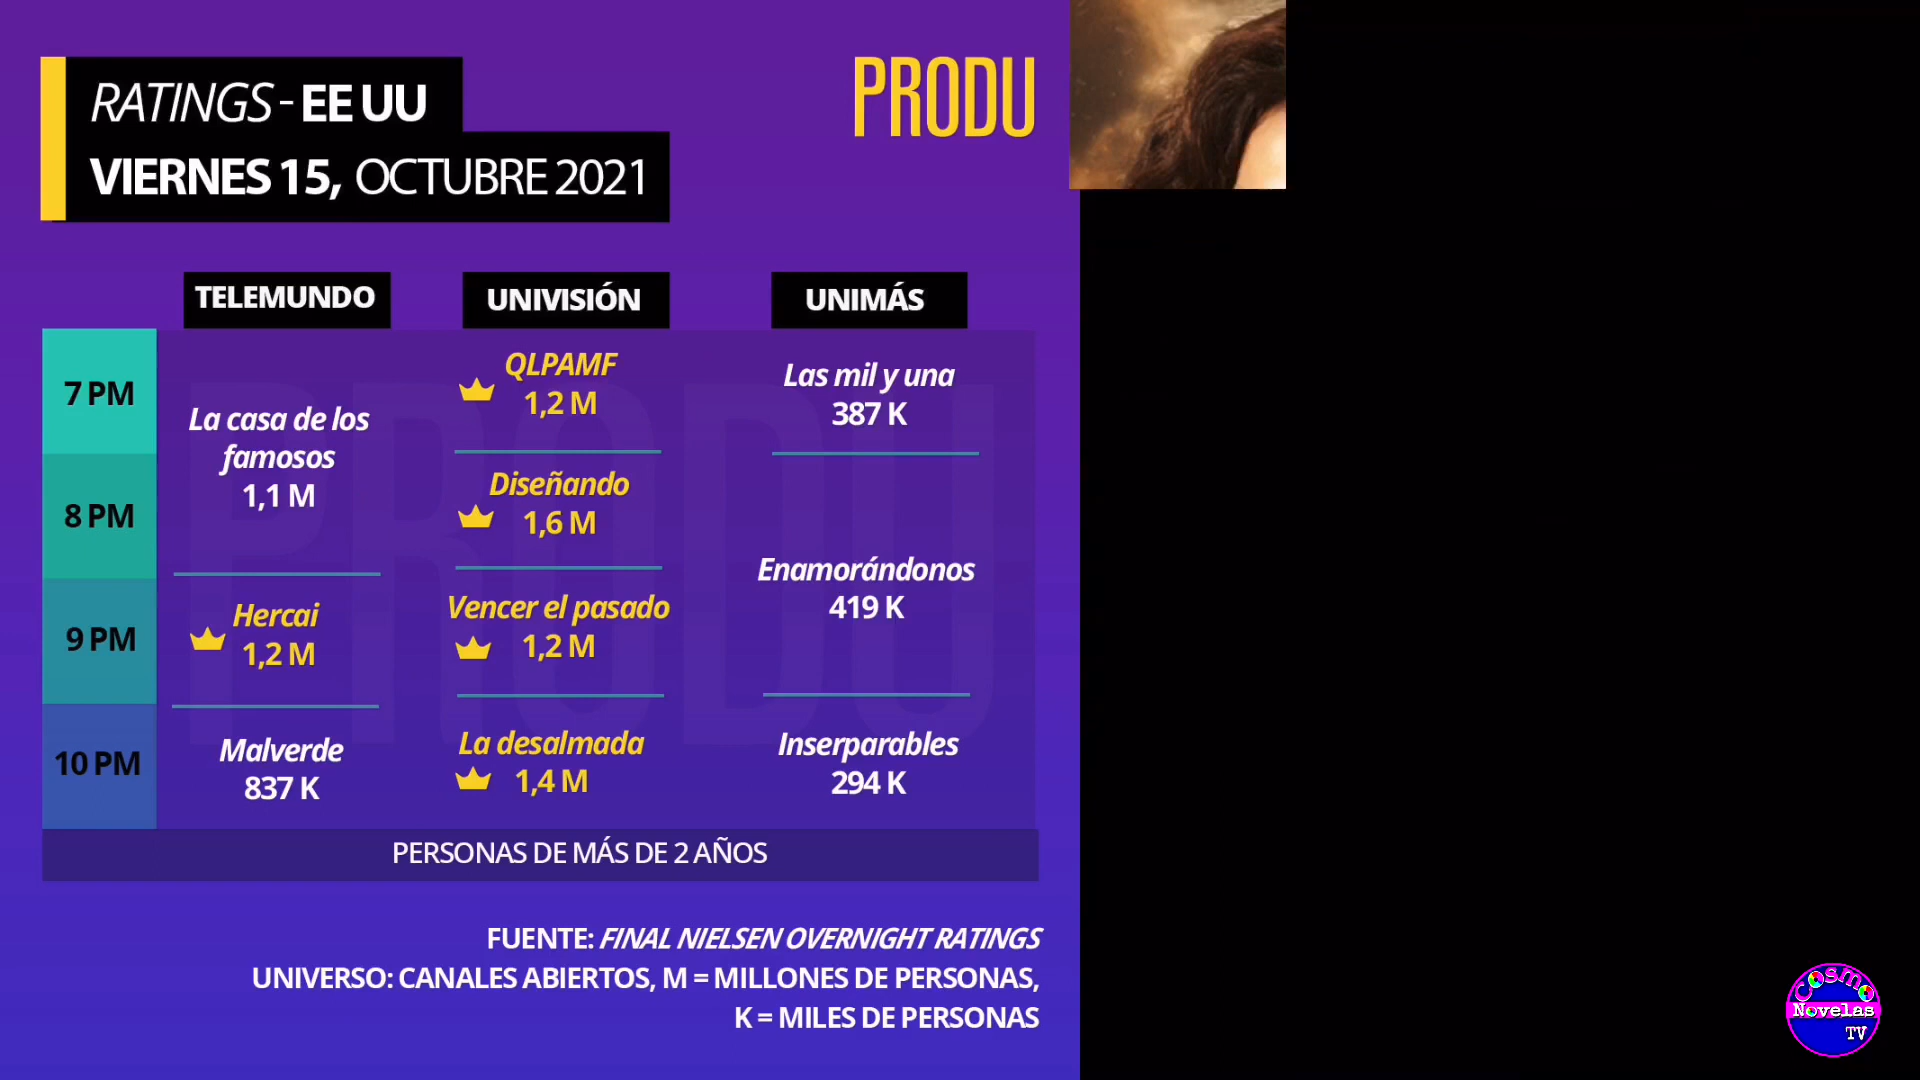 RATINGS - EE UU
VIERNES 15, OCTUBRE 2021
PRODU
TELEMUNDO
UNIVISIÓN
UNIMÁS
7 PM
8 PM
9 PM
10 PM
La casa de los
famosos
1,1 M
Hercai
1,2 M
Malverde
837 K
QLPAMF
1,2 M
Diseñando
1,6 M
Vencer el pasado
1,2 M
La desalmada
1,4 M
Las mil y una
387 K
Enamorándonos
419 K
Inserparables
294 K
PRODU
PERSONAS DE MÁS DE 2 AÑOS
FUENTE: FINAL NIELSEN OVERNIGHT RATINGS
UNIVERSO: CANALES ABIERTOS, M = MILLONES DE PERSONAS,
K = MILES DE PERSONAS
Cosmo
Novelas
TV